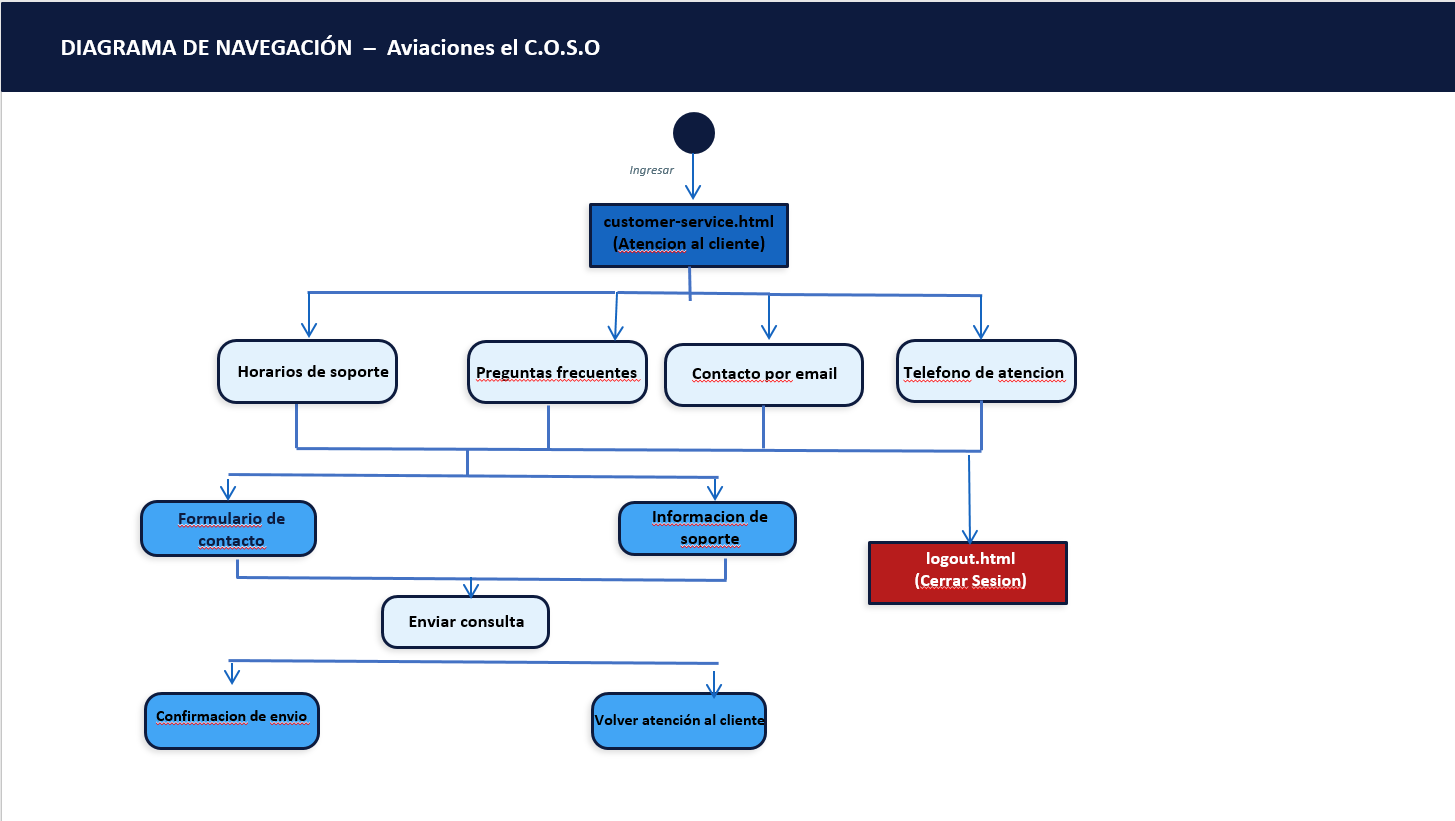 DIAGRAMA DE NAVEGACIÓN – Aviaciones el C.O.S.O
Ingresar
customer-service.html
(Atencion al cliente)
Horarios de soporte
Preguntas frecuentes
Contacto por email
Telefono de atencion
Formulario de
contacto
Informacion de
soporte
logout.html
(Cerrar Sesion)
Enviar consulta
Confirmacion de envio
Volver atención al cliente